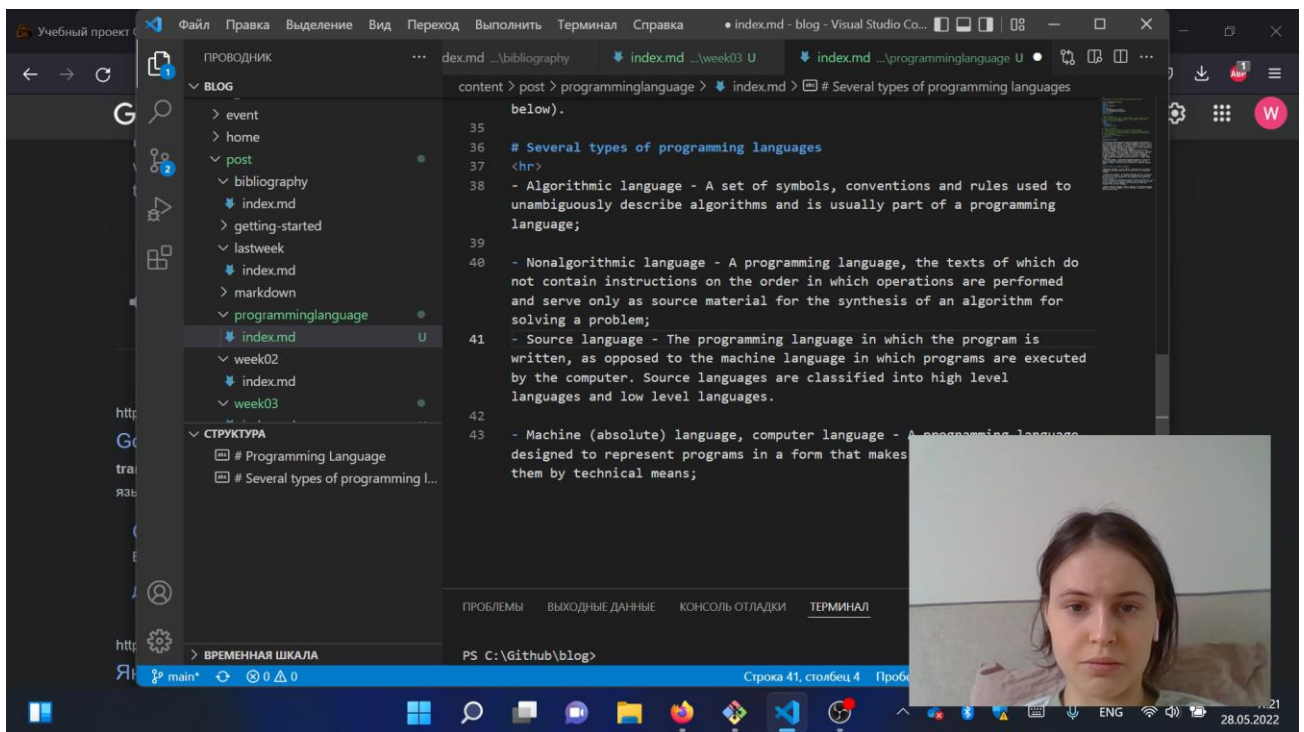 Учебный проект
Файл Правка Выделение Вид Переход Выполнить Терминал Справка
● index.md - blog - Visual Studio Co...
ПРОВОДНИК
BLOG
event
home
post
bibliography
index.md
getting-started
lastweek
index.md
markdown
programminglanguage
index.md U
week02
index.md
week03
СТРУКТУРА
# Programming Language
# Several types of programming l...
ВРЕМЕННАЯ ШКАЛА
dex.md ...\bibliography index.md ...\week03 U index.md ...\programminglanguage U ●
content > post > programminglanguage > index.md > # Several types of programming languages
below).
35
36 # Several types of programming languages
37 <hr>
38 - Algorithmic language - A set of symbols, conventions and rules used to
unambiguously describe algorithms and is usually part of a programming
language;
39
40 - Nonalgorithmic language - A programming language, the texts of which do
not contain instructions on the order in which operations are performed
and serve only as source material for the synthesis of an algorithm for
solving a problem;
41 - Source language - The programming language in which the program is
written, as opposed to the machine language in which programs are executed
by the computer. Source languages are classified into high level
languages and low level languages.
42
43 - Machine (absolute) language, computer language - A programming language
designed to represent programs in a form that makes
them by technical means;
ПРОБЛЕМЫ ВЫХОДНЫЕ ДАННЫЕ КОНСОЛЬ ОТЛАДКИ ТЕРМИНАЛ
PS C:\Github\blog>
main* 0 0
Строка 41, столбец 4
http
Go
tra
язы
http
Ян
W
ABP
1
2
ENG
28.05.2022